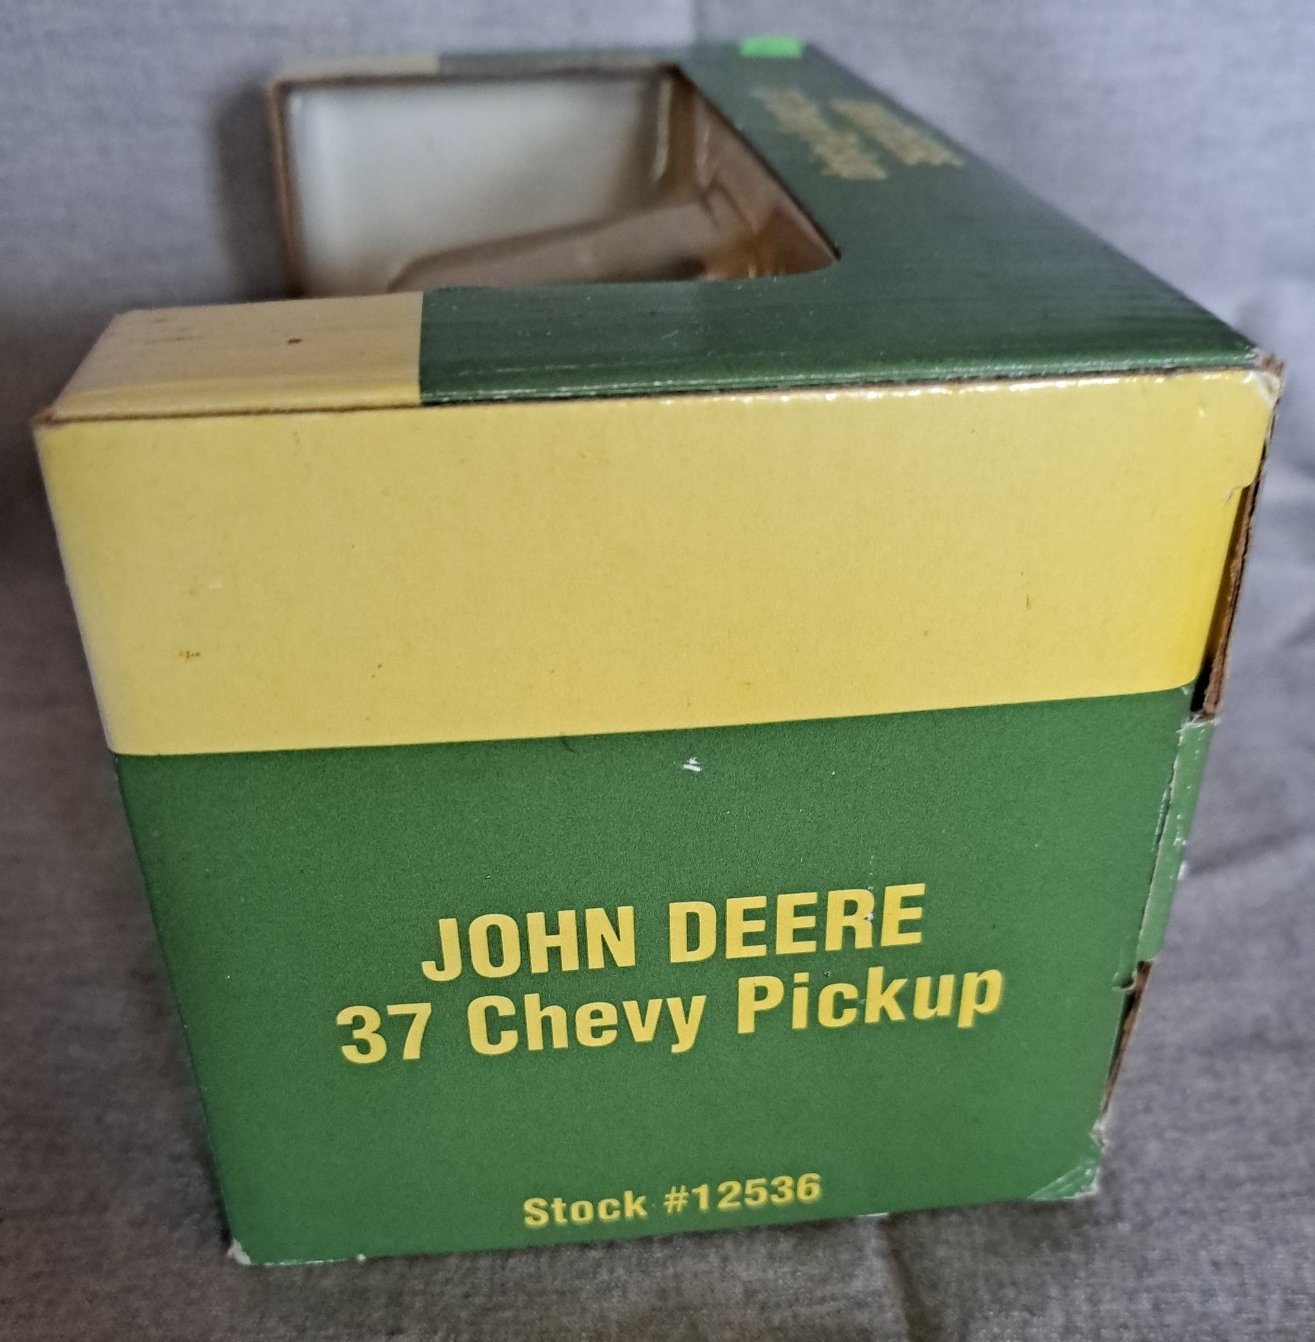 JOHN DEERE
37 Chevy Pickup
Stock #12536